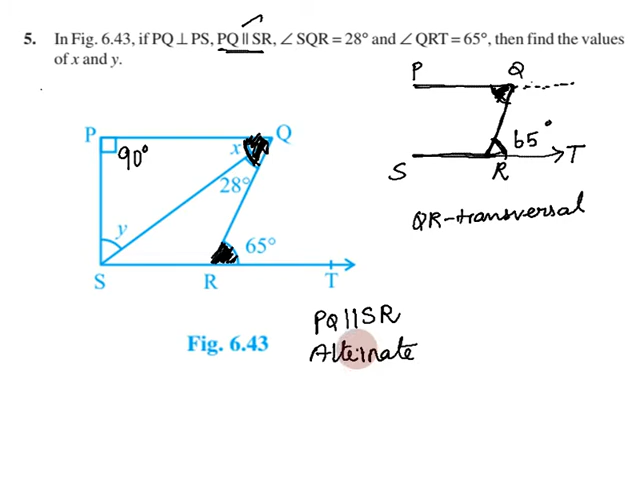 5. In Fig. 6.43, if PQ ⊥ PS, PQ || SR, ∠ SQR = 28° and ∠ QRT = 65°, then find the values
of x and y.
P Q
65°
S R T
QR-transversal
P Q
90° x
28°
y
65°
S R T
Fig. 6.43
PQ||SR
Alternate